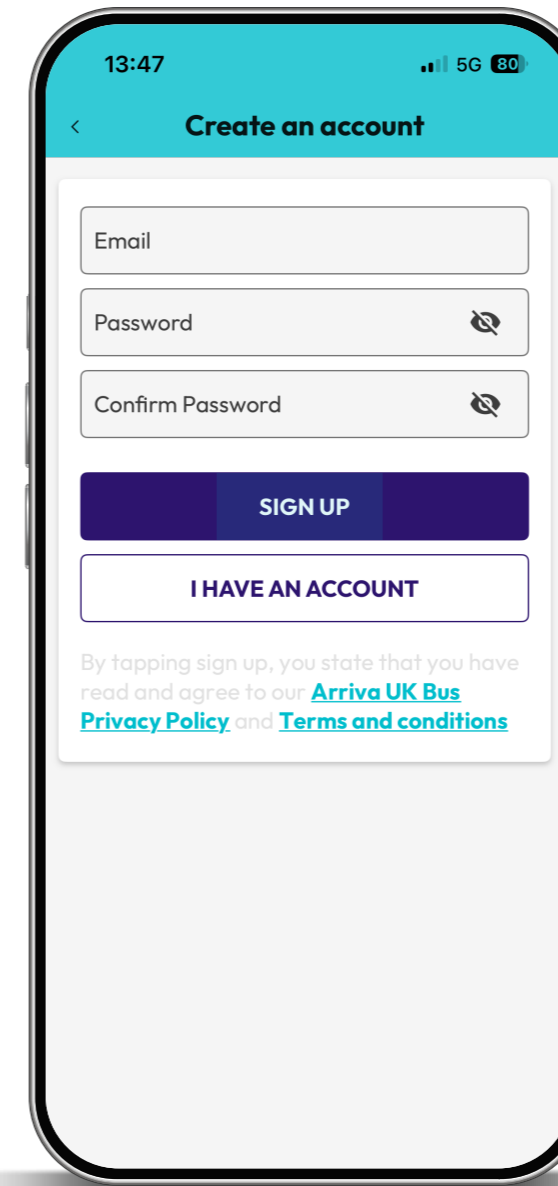 13:47 5G 80
Create an account
Email
Password
Confirm Password
SIGN UP
I HAVE AN ACCOUNT
By tapping sign up, you state that you have
read and agree to our Arriva UK Bus
Privacy Policy and Terms and conditions